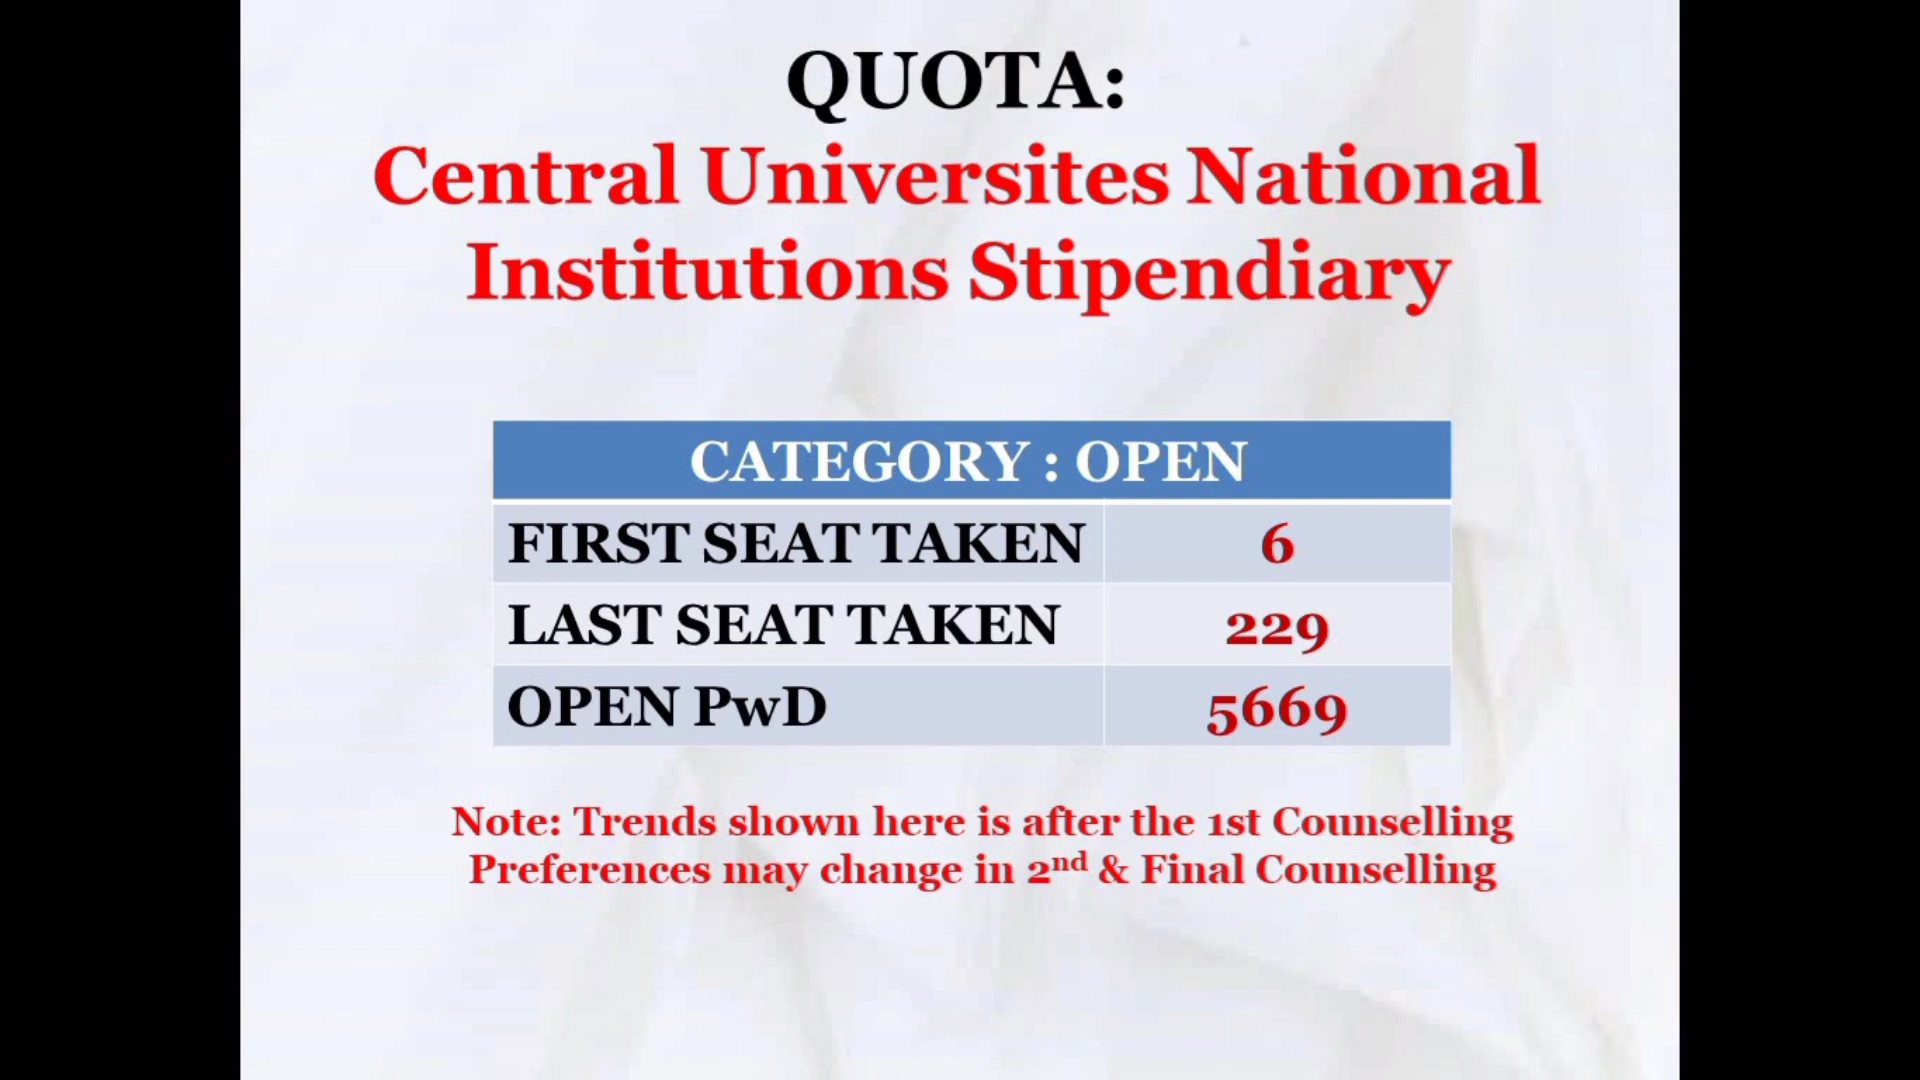 QUOTA:
Central Universites National
Institutions Stipendiary
CATEGORY : OPEN
FIRST SEAT TAKEN 6
LAST SEAT TAKEN 229
OPEN PwD 5669
Note: Trends shown here is after the 1st Counselling
Preferences may change in 2nd & Final Counselling